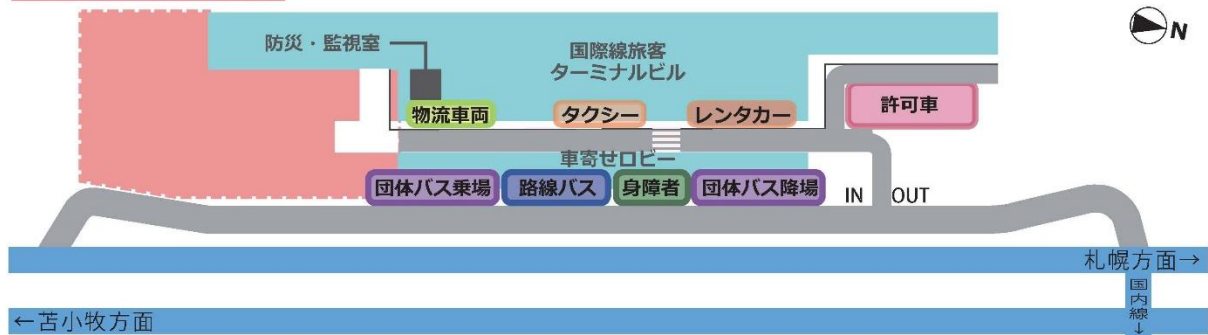 N
防災・監視室
国際線旅客
ターミナルビル
物流車両
タクシー
レンタカー
許可車
車寄せロビー
団体バス乗場
路線バス
身障者
団体バス降場
IN
OUT
札幌方面→
国内線↓
←苫小牧方面